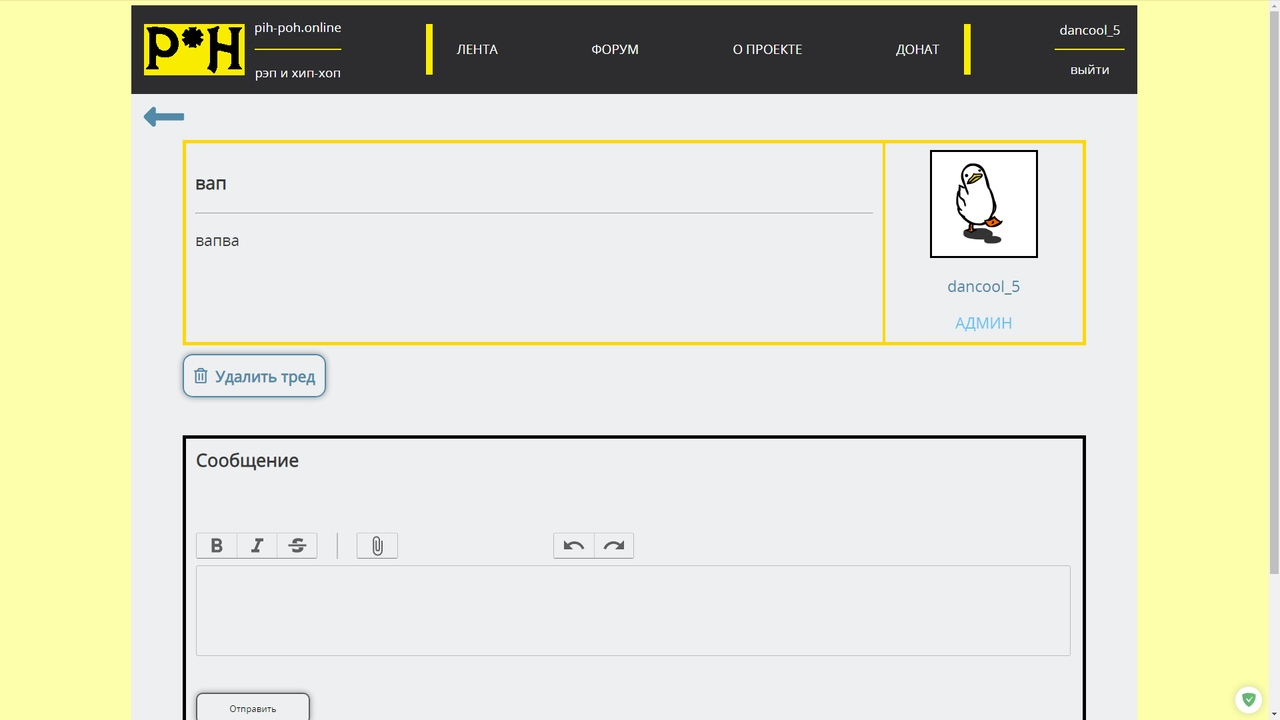 P*H
pih-poh.online
рэп и хип-хоп
ЛЕНТА
ФОРУМ
О ПРОЕКТЕ
ДОНАТ
dancool_5
выйти
вап
вапва
dancool_5
АДМИН
Удалить тред
Сообщение
B I S
Отправить